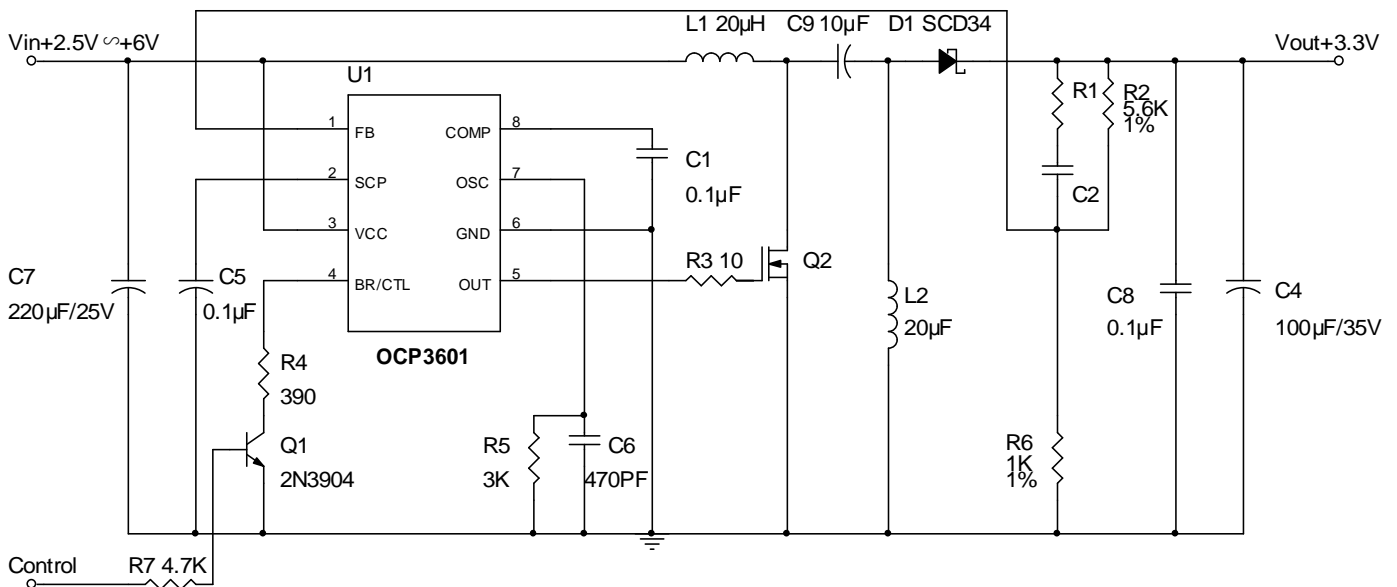 L1 20µH
C9 10µF
D1 SCD34
Vin+2.5V ∽+6V
Vout+3.3V
U1
R1
R2
5.6K
1%
1
FB
COMP
8
C1
0.1µF
2
SCP
OSC
7
C2
3
VCC
GND
6
R3 10
Q2
4
BR/CTL
OUT
5
C7
220µF/25V
C5
0.1µF
L2
20µF
C8
0.1µF
C4
100µF/35V
OCP3601
R4
390
Q1
2N3904
R5
3K
C6
470PF
R6
1K
1%
Control
R7 4.7K